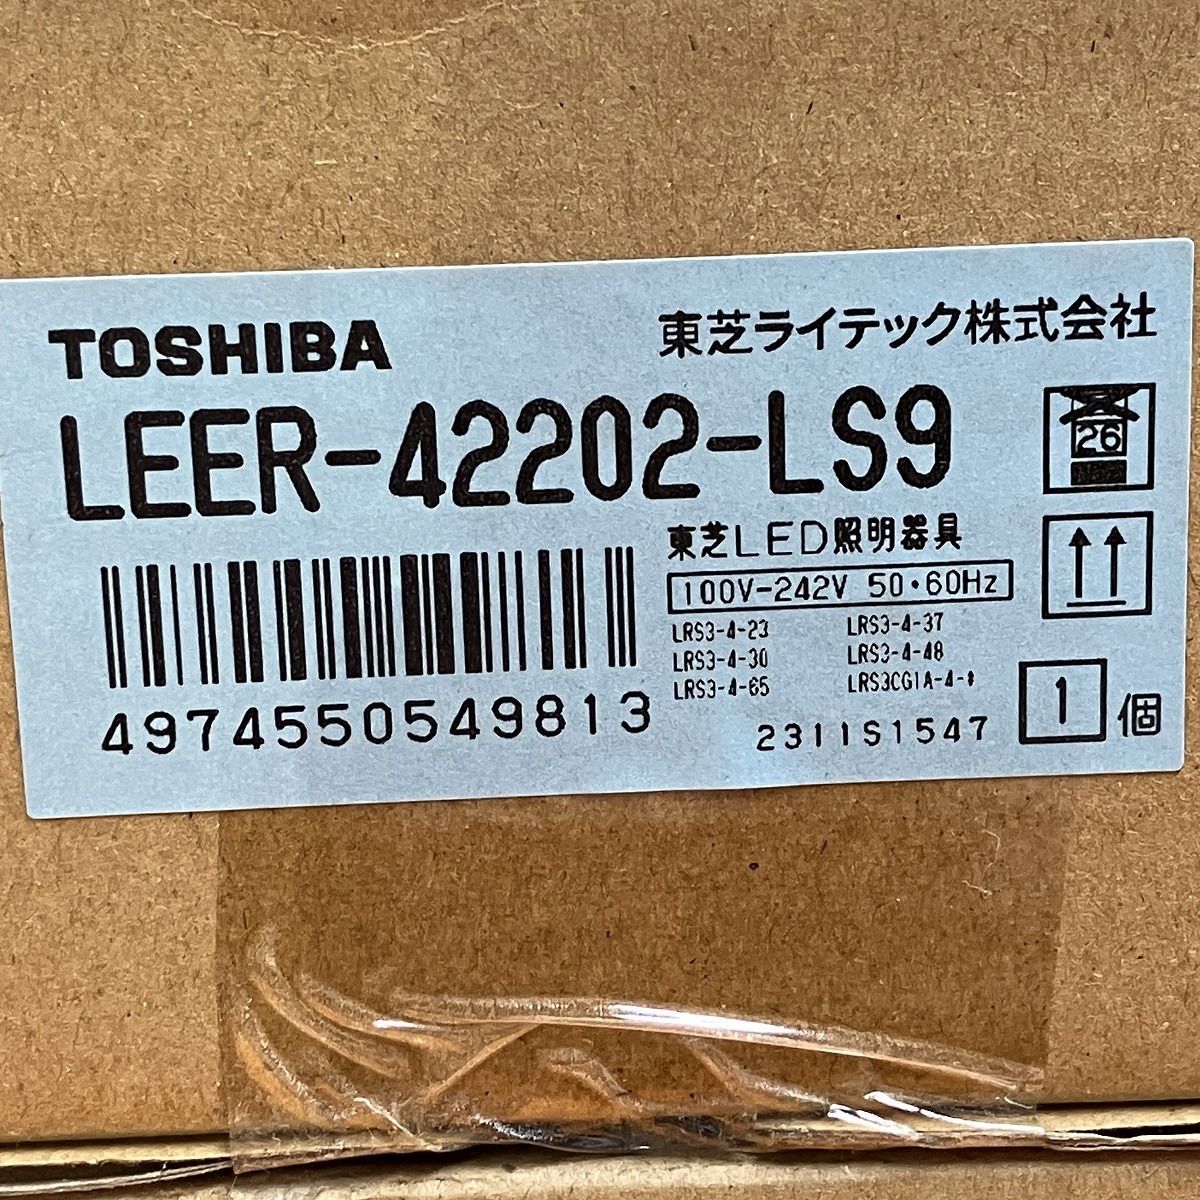 TOSHIBA
東芝ライテック株式会社
LEER-42202-LS9
26
東芝LED照明器具
100V-242V 50・60Hz
LRS3-4-23 LRS3-4-37
LRS3-4-30 LRS3-4-48
LRS3-4-65 LRS3CG1A-4-*
4974550549813
2311S1547
1個